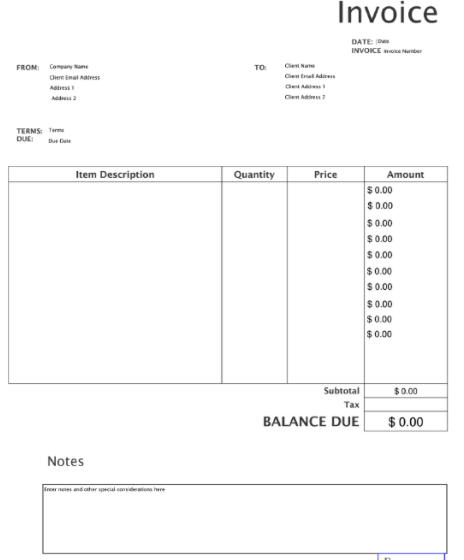 Invoice
DATE: Date
INVOICE Invoice Number
FROM: Company Name
Client Email Address
Address 1
Address 2
TO: Client Name
Client Email Address
Client Address 1
Client Address 2
TERMS: Terms
DUE: Due Date
Item Description Quantity Price Amount
$ 0.00
$ 0.00
$ 0.00
$ 0.00
$ 0.00
$ 0.00
$ 0.00
$ 0.00
$ 0.00
$ 0.00
Subtotal $ 0.00
Tax
BALANCE DUE $ 0.00
Notes
Enter notes and other special considerations here